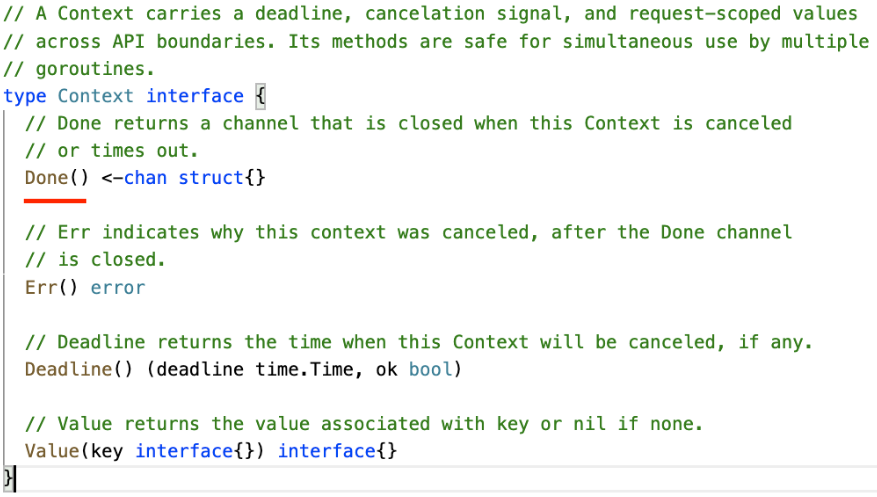 // A Context carries a deadline, cancelation signal, and request-scoped values
// across API boundaries. Its methods are safe for simultaneous use by multiple
// goroutines.
type Context interface {
// Done returns a channel that is closed when this Context is canceled
// or times out.
Done() <-chan struct{}
// Err indicates why this context was canceled, after the Done channel
// is closed.
Err() error
// Deadline returns the time when this Context will be canceled, if any.
Deadline() (deadline time.Time, ok bool)
// Value returns the value associated with key or nil if none.
Value(key interface{}) interface{}
}